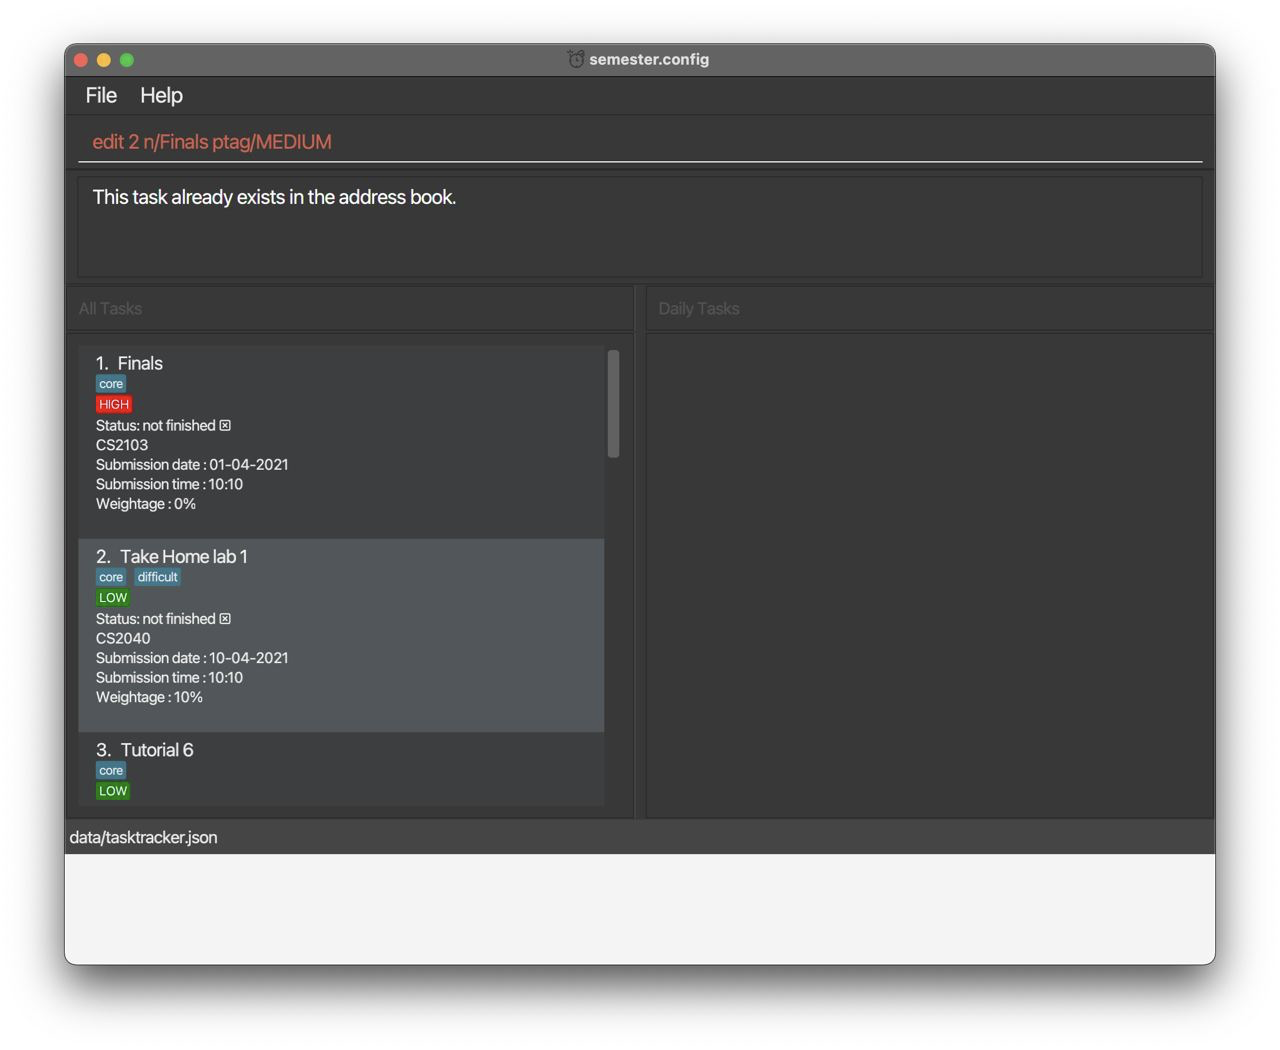 semester.config
File Help
edit 2 n/Finals ptag/MEDIUM
This task already exists in the address book.
All Tasks
Daily Tasks
1. Finals
core
HIGH
Status: not finished
CS2103
Submission date : 01-04-2021
Submission time : 10:10
Weightage : 0%
2. Take Home lab 1
core difficult
LOW
Status: not finished
CS2040
Submission date : 10-04-2021
Submission time : 10:10
Weightage : 10%
3. Tutorial 6
core
LOW
data/tasktracker.json